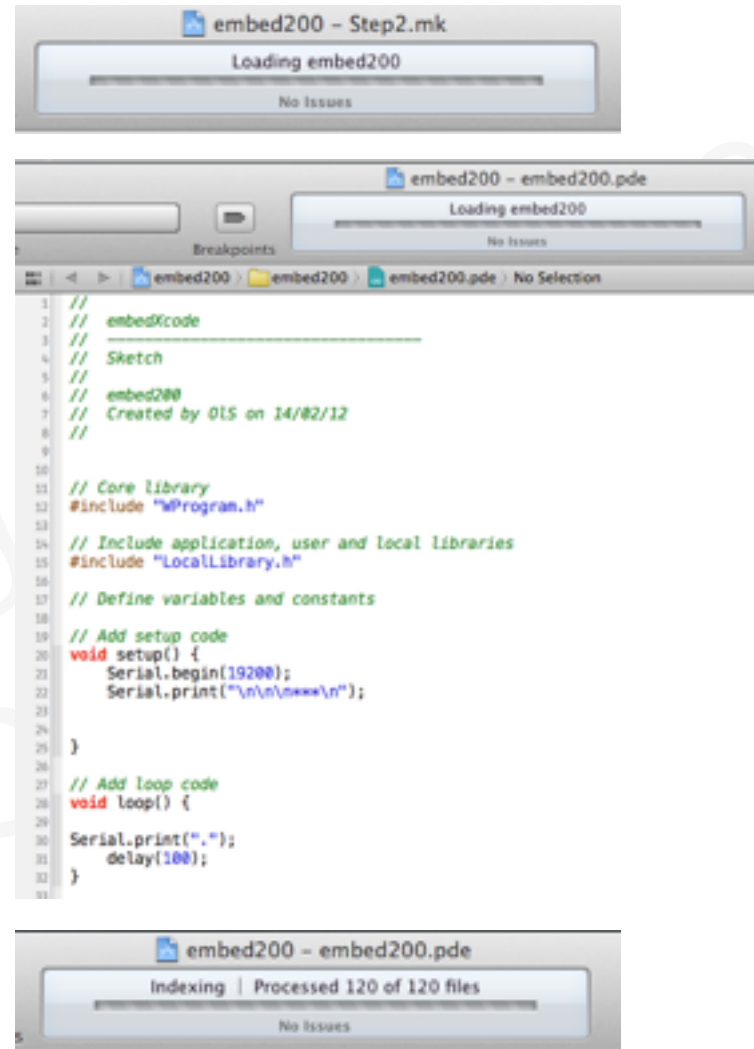 embed200 – Step2.mk
Loading embed200
No Issues
embed200 – embed200.pde
Loading embed200
No Issues
Breakpoints
embed200 embed200 embed200.pde No Selection
1 //
2 // embedXcode
3 // ----------------------------------
4 // Sketch
5 //
6 // embed200
7 // Created by OlS on 14/02/12
8 //
9
10
11 // Core library
12 #include "WProgram.h"
13
14 // Include application, user and local libraries
15 #include "LocalLibrary.h"
16
17 // Define variables and constants
18
19 // Add setup code
20 void setup() {
21 Serial.begin(19200);
22 Serial.print("\n\n\n***\n");
23
24
25 }
26
27 // Add loop code
28 void loop() {
29
30 Serial.print(".");
31 delay(100);
32 }
33
embed200 – embed200.pde
Indexing | Processed 120 of 120 files
No Issues